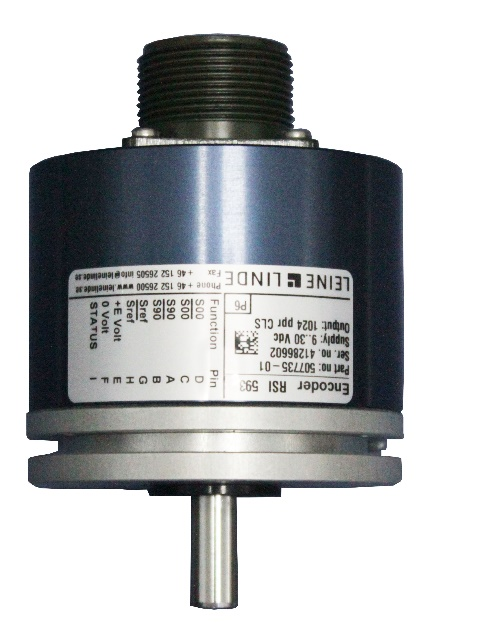 Encoder RSI 593
Part no: 507735-01
Ser. no. 41286602
Supply: 9..30 Vdc
Output: 1024 ppr CLS
P6
LEINE LINDE
Function Pin
S00 D
S00 C
S90 A
S90 B
Sref G
Sref H
+E Volt E
0 Volt F
STATUS I
Phone + 46 152 26500 www.leinelinde.se
Fax + 46 152 26505 info@leinelinde.se